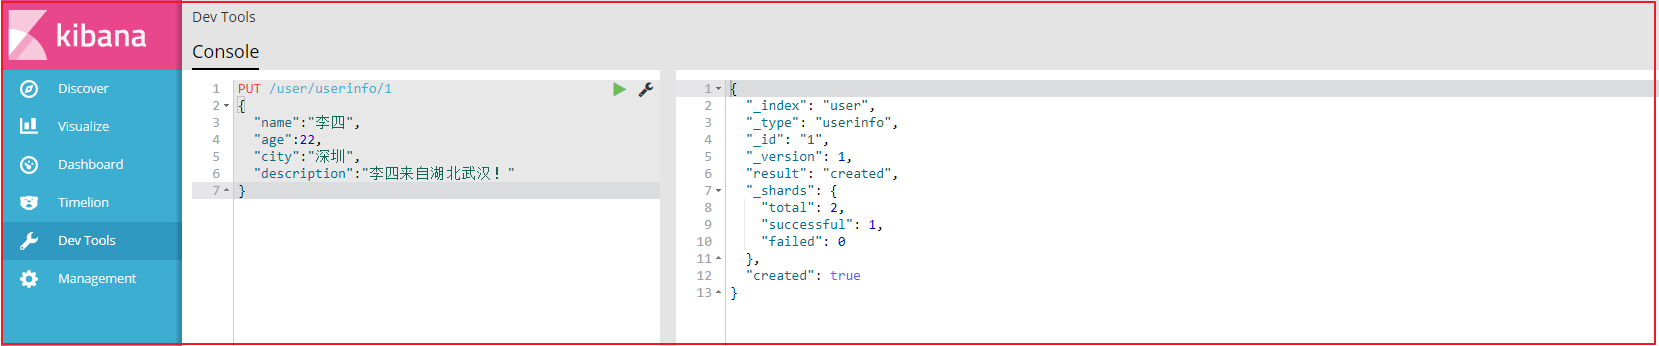 kibana
Discover
Visualize
Dashboard
Timelion
Dev Tools
Management
Dev Tools
Console
1 PUT /user/userinfo/1
2 {
3 "name":"李四",
4 "age":22,
5 "city":"深圳",
6 "description":"李四来自湖北武汉！"
7 }
1 {
2 "_index": "user",
3 "_type": "userinfo",
4 "_id": "1",
5 "_version": 1,
6 "result": "created",
7 "_shards": {
8 "total": 2,
9 "successful": 1,
10 "failed": 0
11 },
12 "created": true
13 }